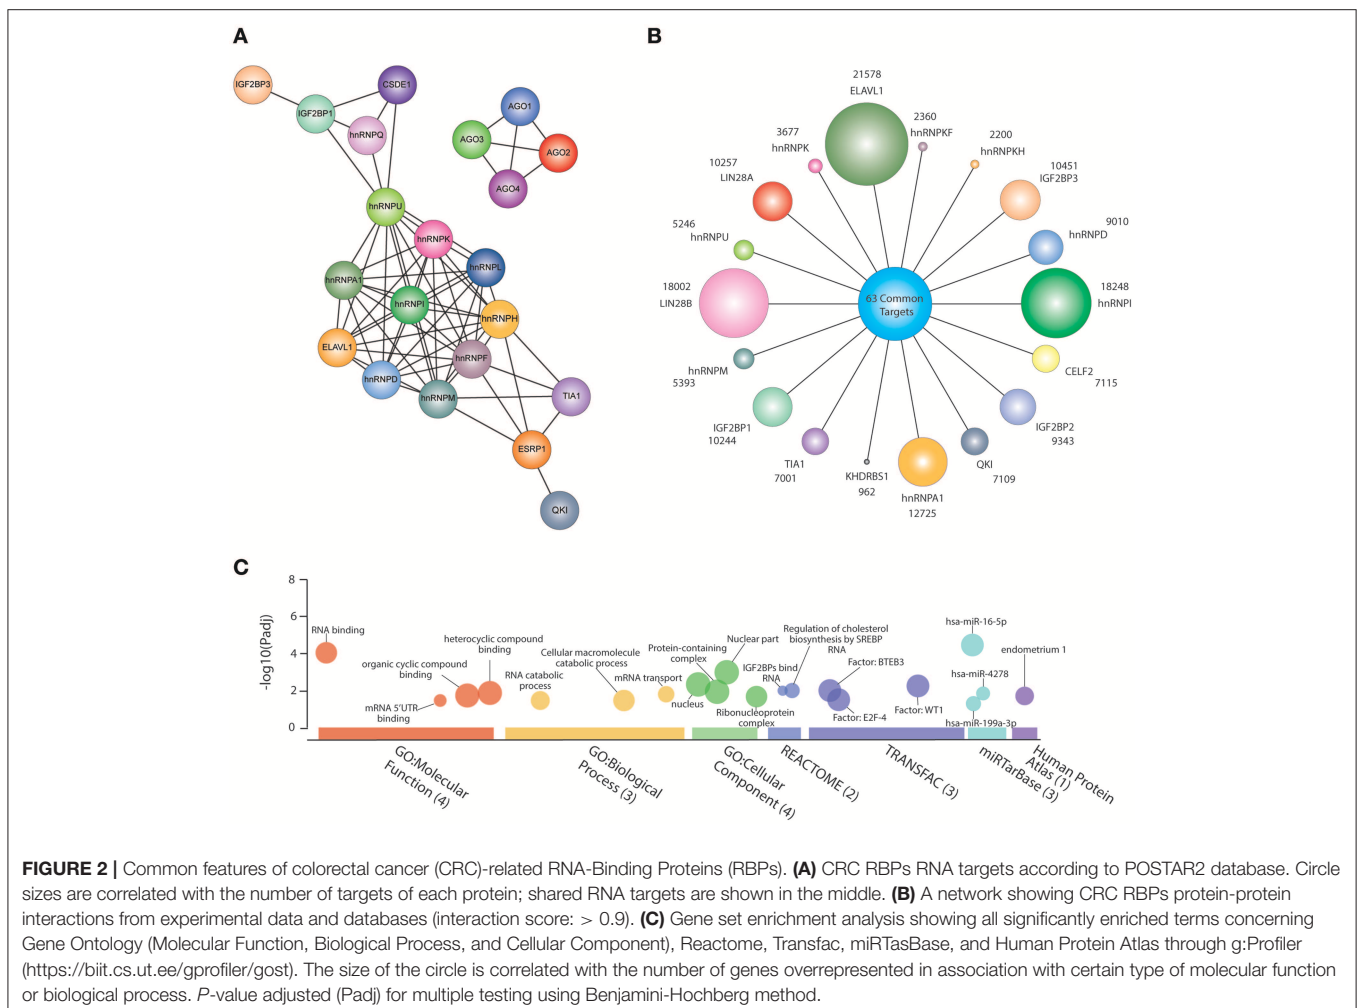 A
IGF2BP3
CSDE1
IGF2BP1
hnRNPQ
AGO1
AGO3
AGO2
AGO4
hnRNPU
hnRNPK
hnRNPL
hnRNPA1
hnRNPI
hnRNPH
ELAVL1
hnRNPF
hnRNPD
hnRNPM
TIA1
ESRP1
QKI
B
21578
ELAVL1
2360
hnRNPKF
2200
hnRNPKH
3677
hnRNPK
10257
LIN28A
10451
IGF2BP3
5246
hnRNPU
9010
hnRNPD
18002
LIN28B
63 Common
Targets
18248
hnRNPI
hnRNPM
5393
CELF2
7115
IGF2BP1
10244
IGF2BP2
9343
TIA1
7001
KHDRBS1
962
hnRNPA1
12725
QKI
7109
C
-log10(Padj)
8
6
4
2
0
RNA binding
organic cyclic compound
binding
mRNA 5'UTR
binding
heterocyclic compound
binding
RNA catabolic
process
Cellular macromolecule
catabolic process
mRNA transport
Protein-containing
complex
nucleus
Nuclear part
Ribonucleoprotein
complex
IGF2BPs bind
RNA
Regulation of cholesterol
biosynthesis by SREBP
RNA
Factor: BTEB3
Factor: E2F-4
Factor: WT1
hsa-miR-16-5p
hsa-miR-4278
hsa-miR-199a-3p
endometrium 1
GO:Molecular
Function (4)
GO:Biological
Process (3)
GO:Cellular
Component (4)
REACTOME (2)
TRANSFAC (3)
miRTarBase (3)
Human Protein
Atlas (1)
FIGURE 2 | Common features of colorectal cancer (CRC)-related RNA-Binding Proteins (RBPs). (A) CRC RBPs RNA targets according to POSTAR2 database. Circle
sizes are correlated with the number of targets of each protein; shared RNA targets are shown in the middle. (B) A network showing CRC RBPs protein-protein
interactions from experimental data and databases (interaction score: > 0.9). (C) Gene set enrichment analysis showing all significantly enriched terms concerning
Gene Ontology (Molecular Function, Biological Process, and Cellular Component), Reactome, Transfac, miRTasBase, and Human Protein Atlas through g:Profiler
(https://biit.cs.ut.ee/gprofiler/gost). The size of the circle is correlated with the number of genes overrepresented in association with certain type of molecular function
or biological process. P-value adjusted (Padj) for multiple testing using Benjamini-Hochberg method.